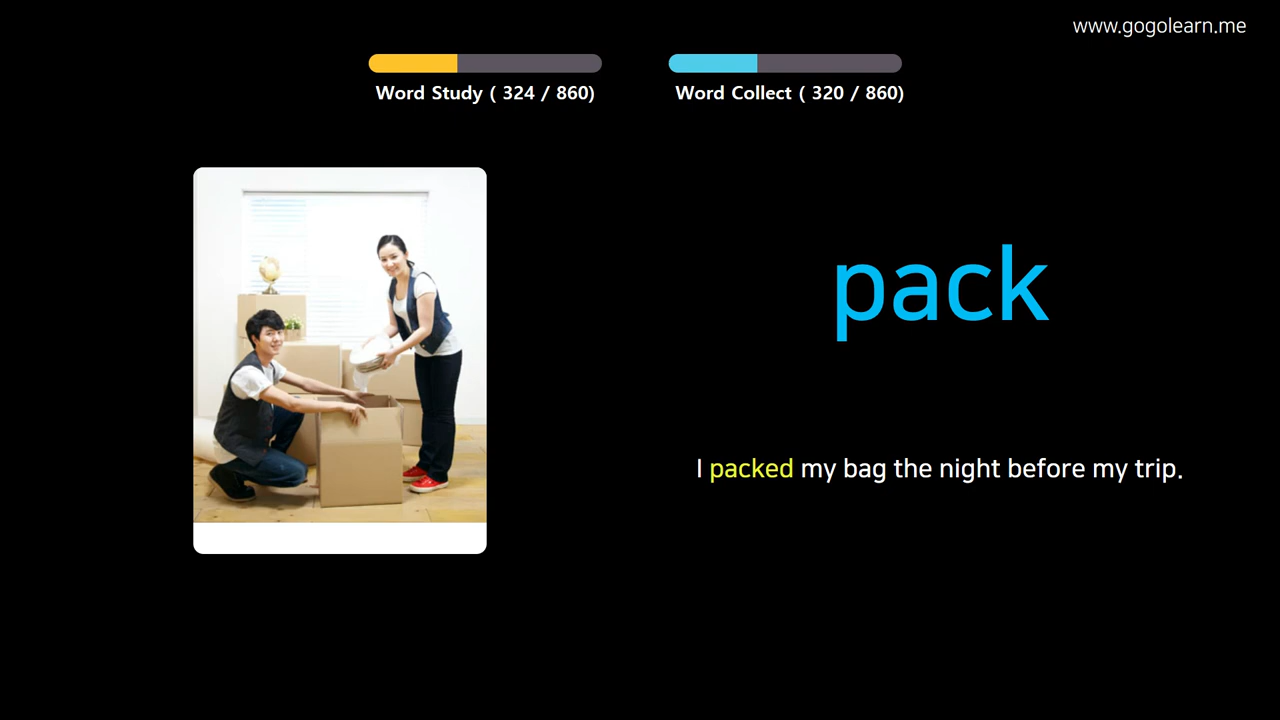 www.gogolearn.me
Word Study ( 324 / 860)
Word Collect ( 320 / 860)
pack
I packed my bag the night before my trip.